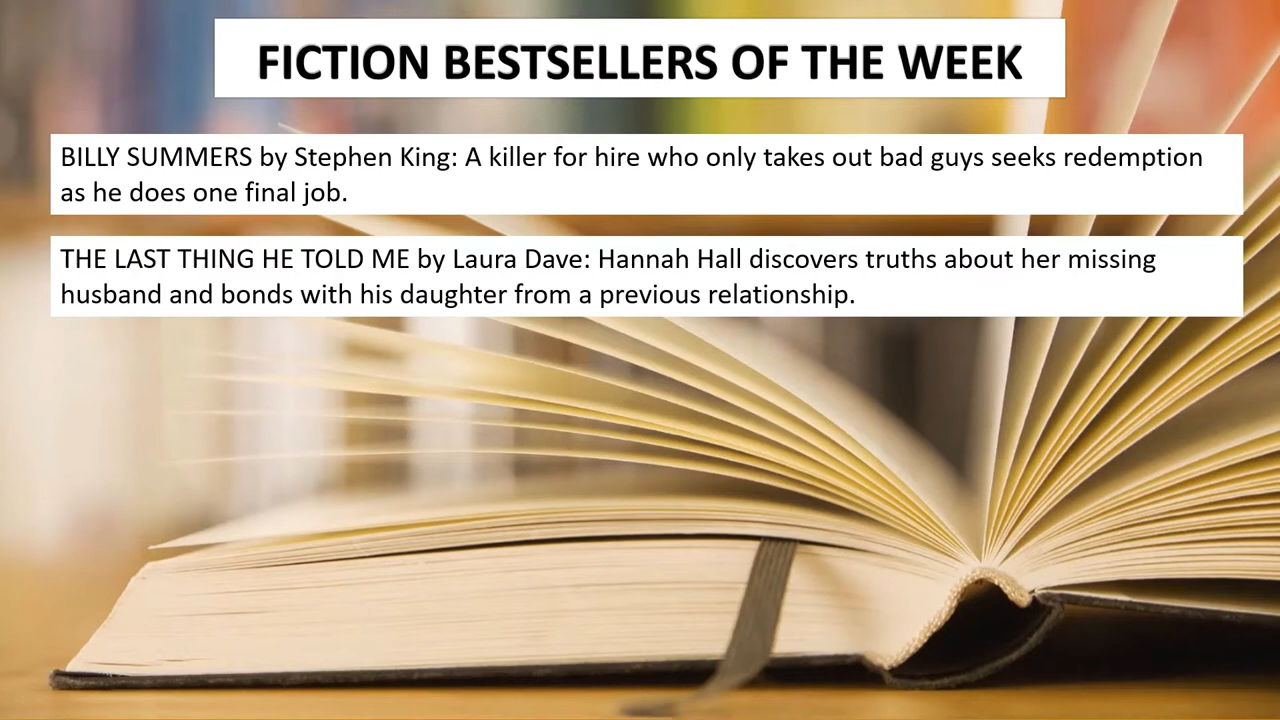 FICTION BESTSELLERS OF THE WEEK
BILLY SUMMERS by Stephen King: A killer for hire who only takes out bad guys seeks redemption
as he does one final job.
THE LAST THING HE TOLD ME by Laura Dave: Hannah Hall discovers truths about her missing
husband and bonds with his daughter from a previous relationship.